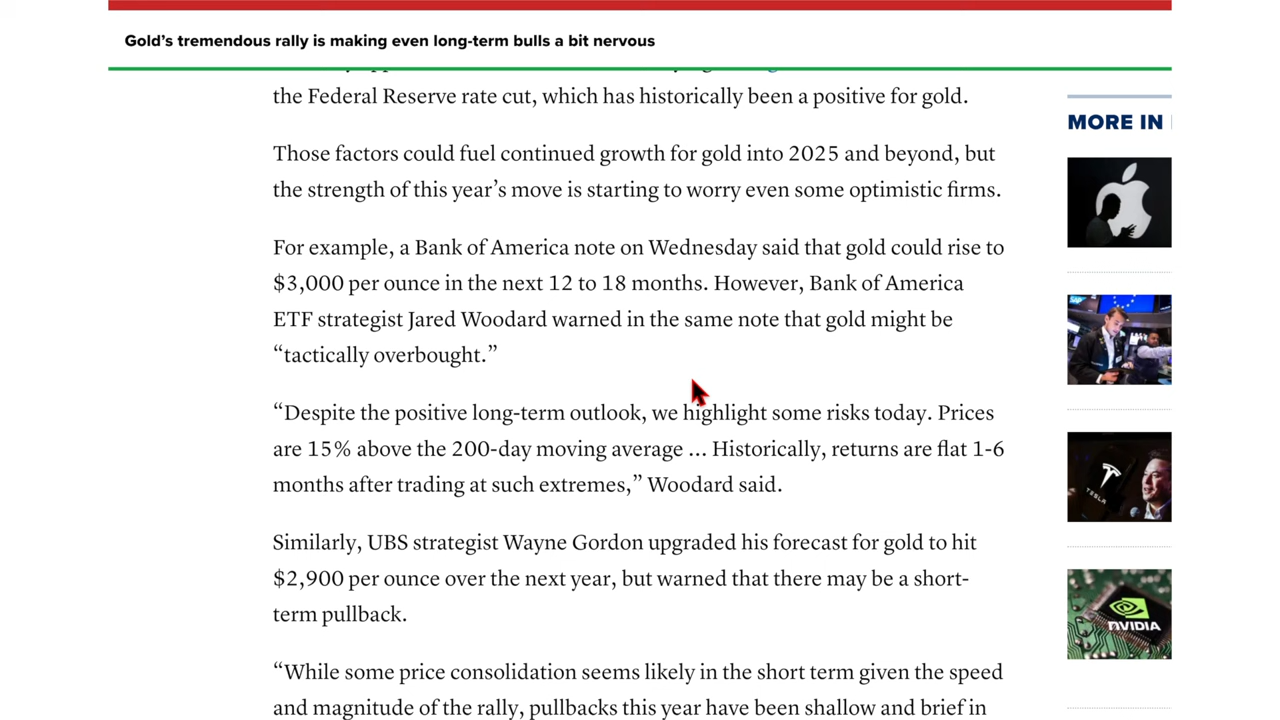 Gold’s tremendous rally is making even long-term bulls a bit nervous
the Federal Reserve rate cut, which has historically been a positive for gold.
Those factors could fuel continued growth for gold into 2025 and beyond, but
the strength of this year’s move is starting to worry even some optimistic firms.
For example, a Bank of America note on Wednesday said that gold could rise to
$3,000 per ounce in the next 12 to 18 months. However, Bank of America
ETF strategist Jared Woodard warned in the same note that gold might be
“tactically overbought.”
“Despite the positive long-term outlook, we highlight some risks today. Prices
are 15% above the 200-day moving average ... Historically, returns are flat 1-6
months after trading at such extremes,” Woodard said.
Similarly, UBS strategist Wayne Gordon upgraded his forecast for gold to hit
$2,900 per ounce over the next year, but warned that there may be a short-
term pullback.
“While some price consolidation seems likely in the short term given the speed
and magnitude of the rally, pullbacks this year have been shallow and brief in
MORE IN
TESLA
NVIDIA